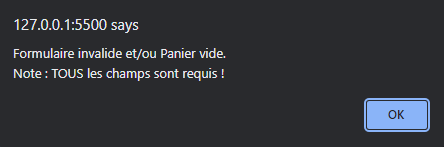 127.0.0.1:5500 says
Formulaire invalide et/ou Panier vide.
Note : TOUS les champs sont requis !
OK